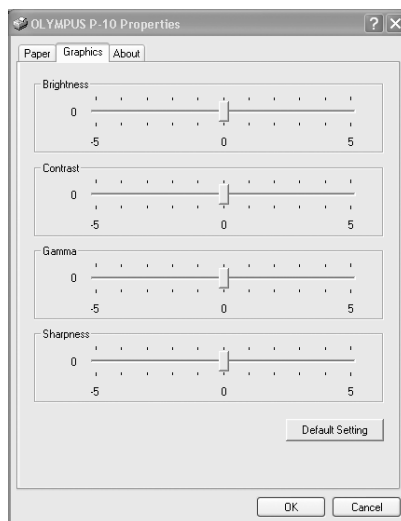 OLYMPUS P-10 Properties
Paper Graphics About
Brightness
0
-5 0 5
Contrast
0
-5 0 5
Gamma
0
-5 0 5
Sharpness
0
-5 0 5
Default Setting
OK Cancel